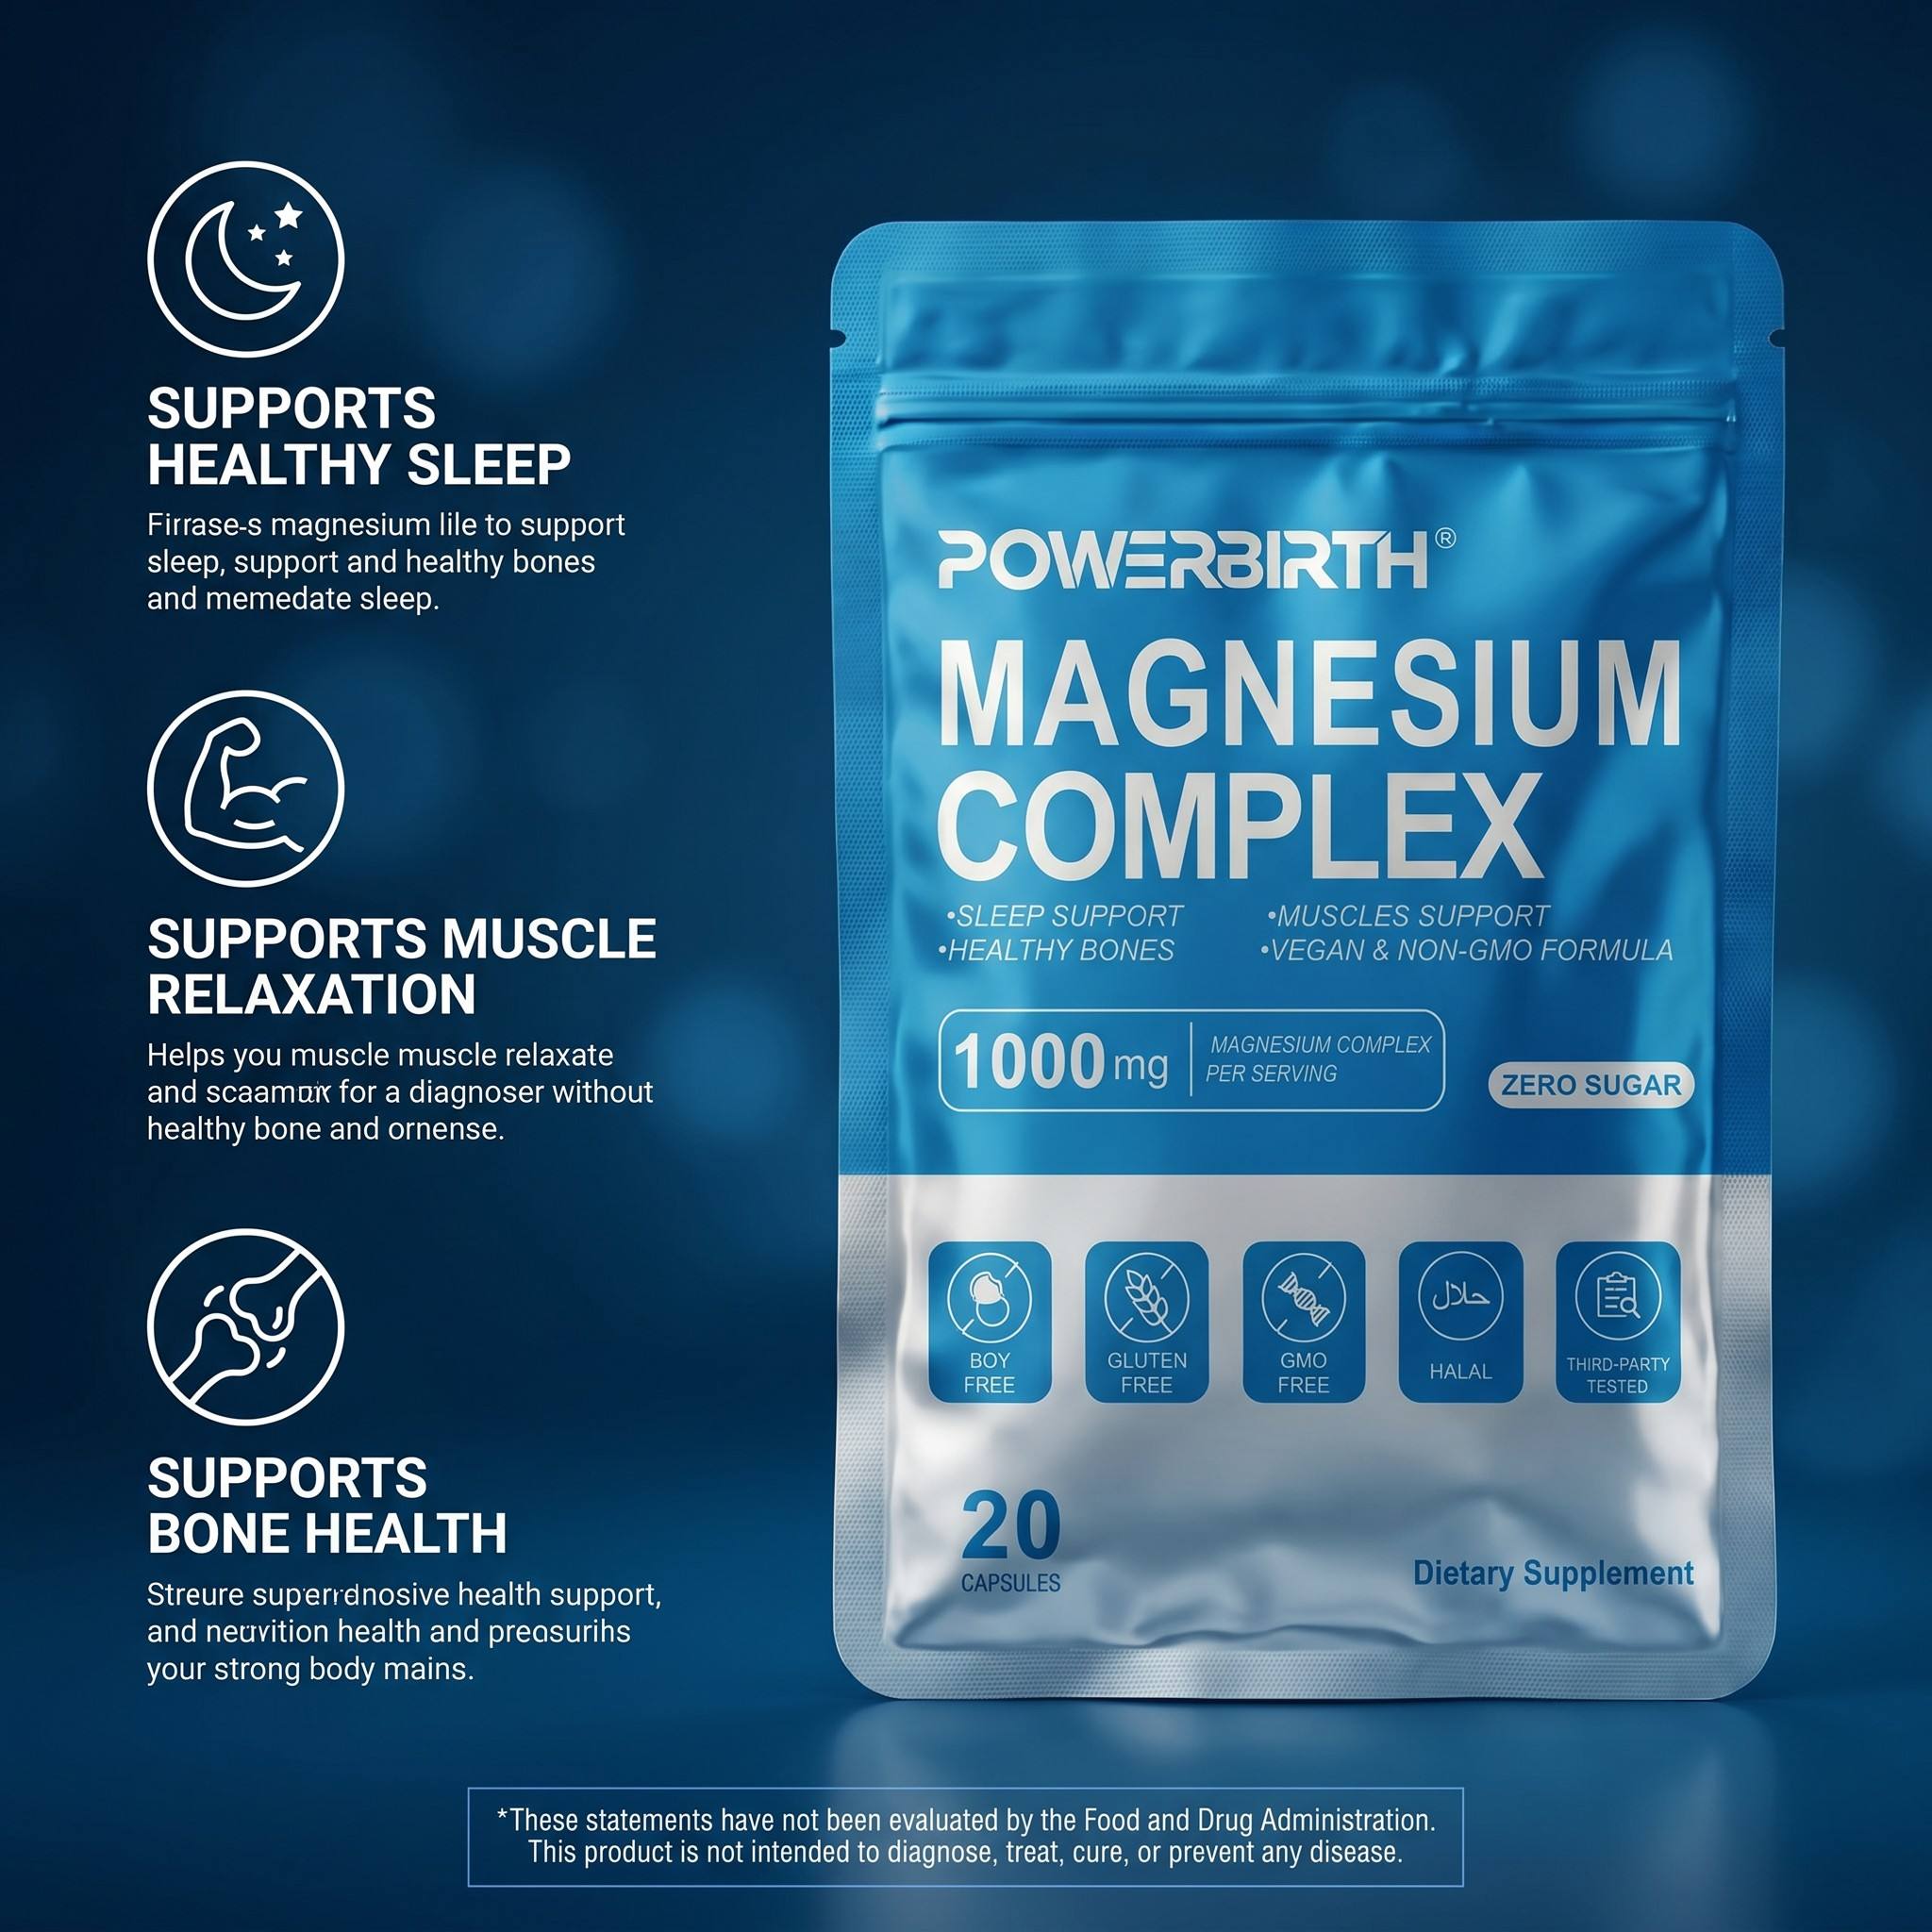 SUPPORTS
HEALTHY SLEEP
Firrase-s magnesium lile to support
sleep, support and healthy bones
and memedate sleep.
SUPPORTS MUSCLE
RELAXATION
Helps you muscle muscle relaxate
and for a diagnoser without
healthy bone and ornense.
SUPPORTS
BONE HEALTH
Streure health support,
and health and
your strong body mains.
POWERBIRTH®
MAGNESIUM
COMPLEX
•SLEEP SUPPORT •MUSCLES SUPPORT
•HEALTHY BONES •VEGAN & NON-GMO FORMULA
1000mg
MAGNESIUM COMPLEX
PER SERVING
ZERO SUGAR
BOY
FREE
GLUTEN
FREE
GMO
FREE
حلال
HALAL
THIRD-PARTY
TESTED
20
CAPSULES
Dietary Supplement
*These statements have not been evaluated by the Food and Drug Administration.
This product is not intended to diagnose, treat, cure, or prevent any disease.